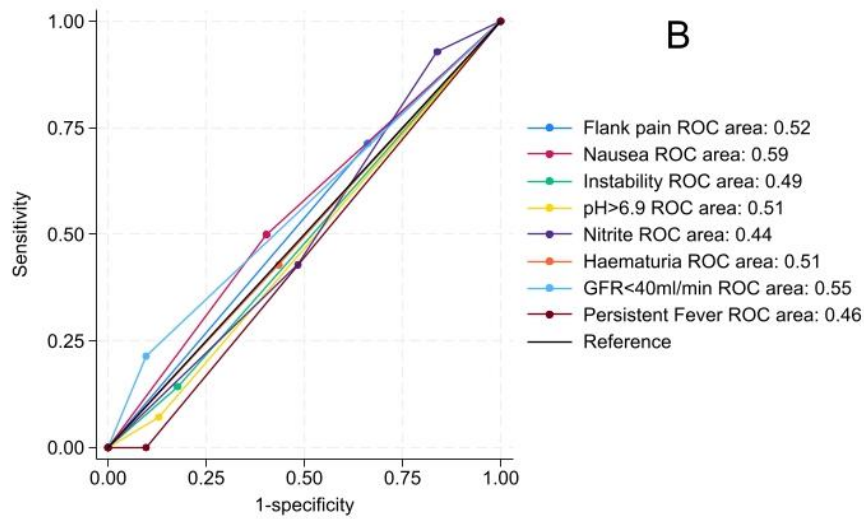 B
1.00
0.75
0.50
0.25
0.00
Sensitivity
0.00 0.25 0.50 0.75 1.00
1-specificity
Flank pain ROC area: 0.52
Nausea ROC area: 0.59
Instability ROC area: 0.49
pH>6.9 ROC area: 0.51
Nitrite ROC area: 0.44
Haematuria ROC area: 0.51
GFR<40ml/min ROC area: 0.55
Persistent Fever ROC area: 0.46
Reference